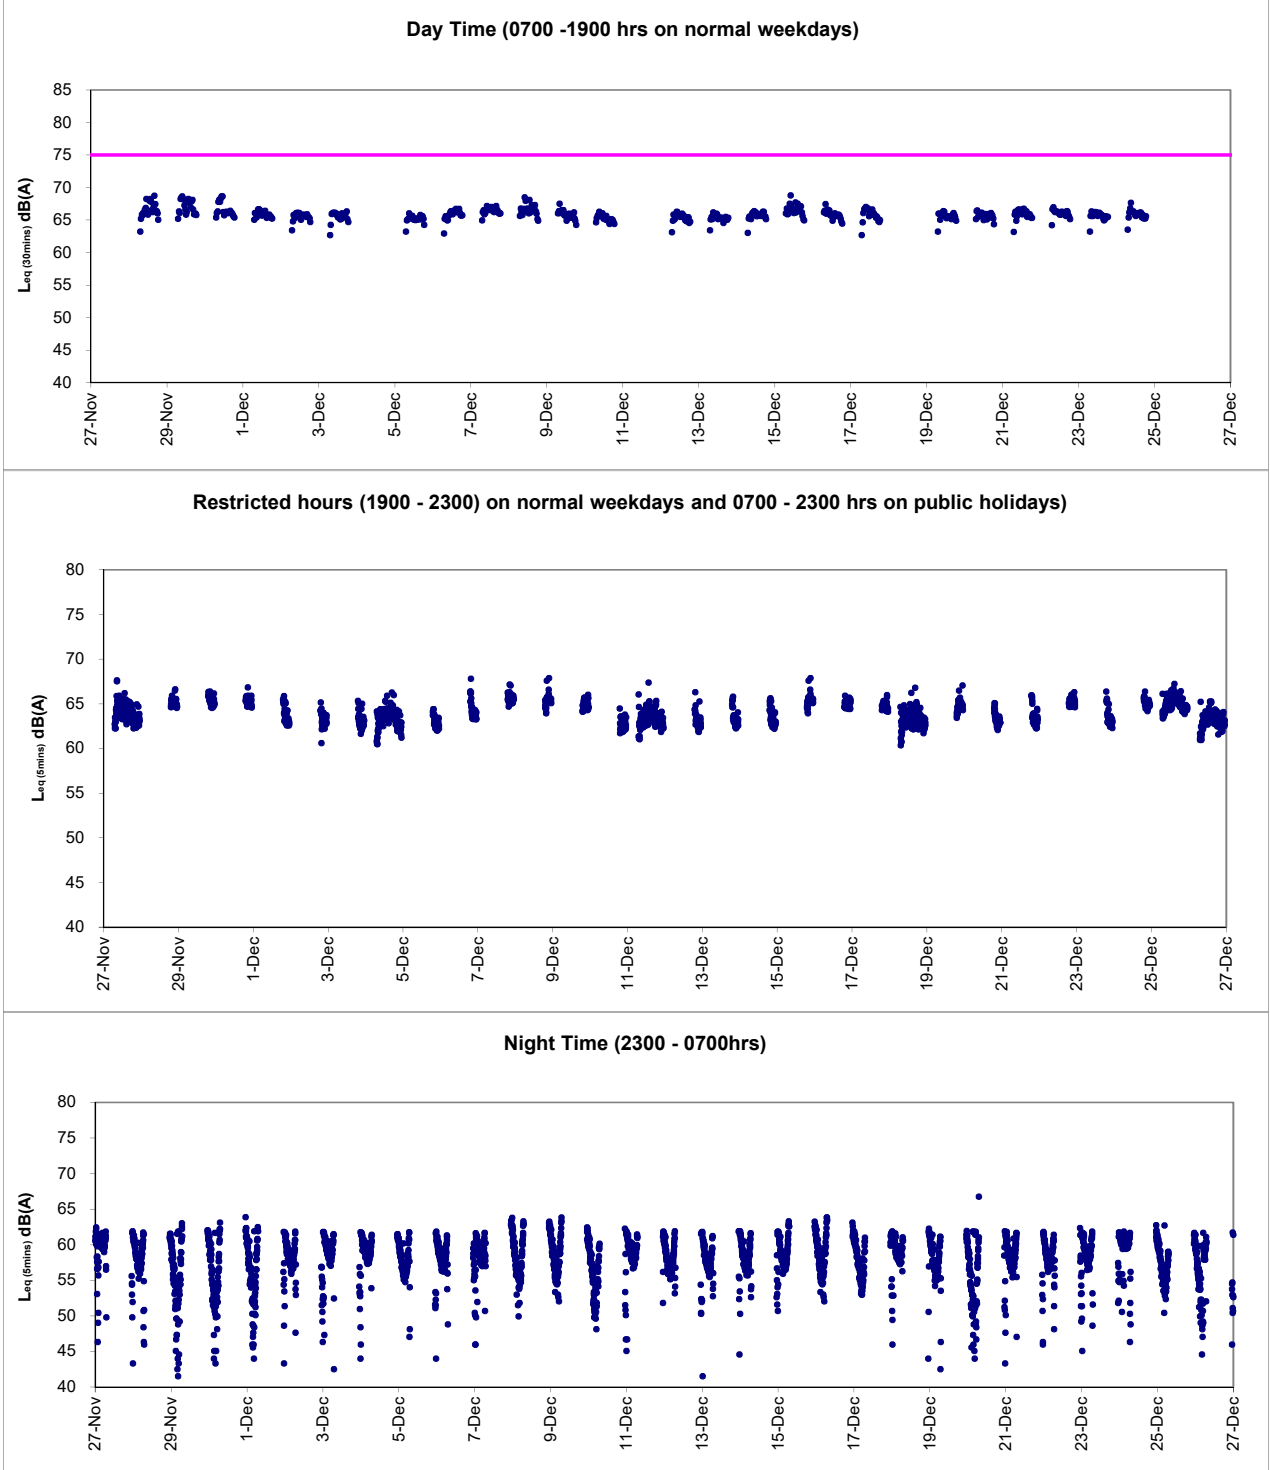 Day Time (0700 -1900 hrs on normal weekdays)
85
80
75
70
65
60
55
50
45
40
Leq (30mins) dB(A)
27-Nov
29-Nov
1-Dec
3-Dec
5-Dec
7-Dec
9-Dec
11-Dec
13-Dec
15-Dec
17-Dec
19-Dec
21-Dec
23-Dec
25-Dec
27-Dec
Restricted hours (1900 - 2300) on normal weekdays and 0700 - 2300 hrs on public holidays)
80
75
70
65
60
55
50
45
40
Leq (5mins) dB(A)
27-Nov
29-Nov
1-Dec
3-Dec
5-Dec
7-Dec
9-Dec
11-Dec
13-Dec
15-Dec
17-Dec
19-Dec
21-Dec
23-Dec
25-Dec
27-Dec
Night Time (2300 - 0700hrs)
80
75
70
65
60
55
50
45
40
Leq (5mins) dB(A)
27-Nov
29-Nov
1-Dec
3-Dec
5-Dec
7-Dec
9-Dec
11-Dec
13-Dec
15-Dec
17-Dec
19-Dec
21-Dec
23-Dec
25-Dec
27-Dec